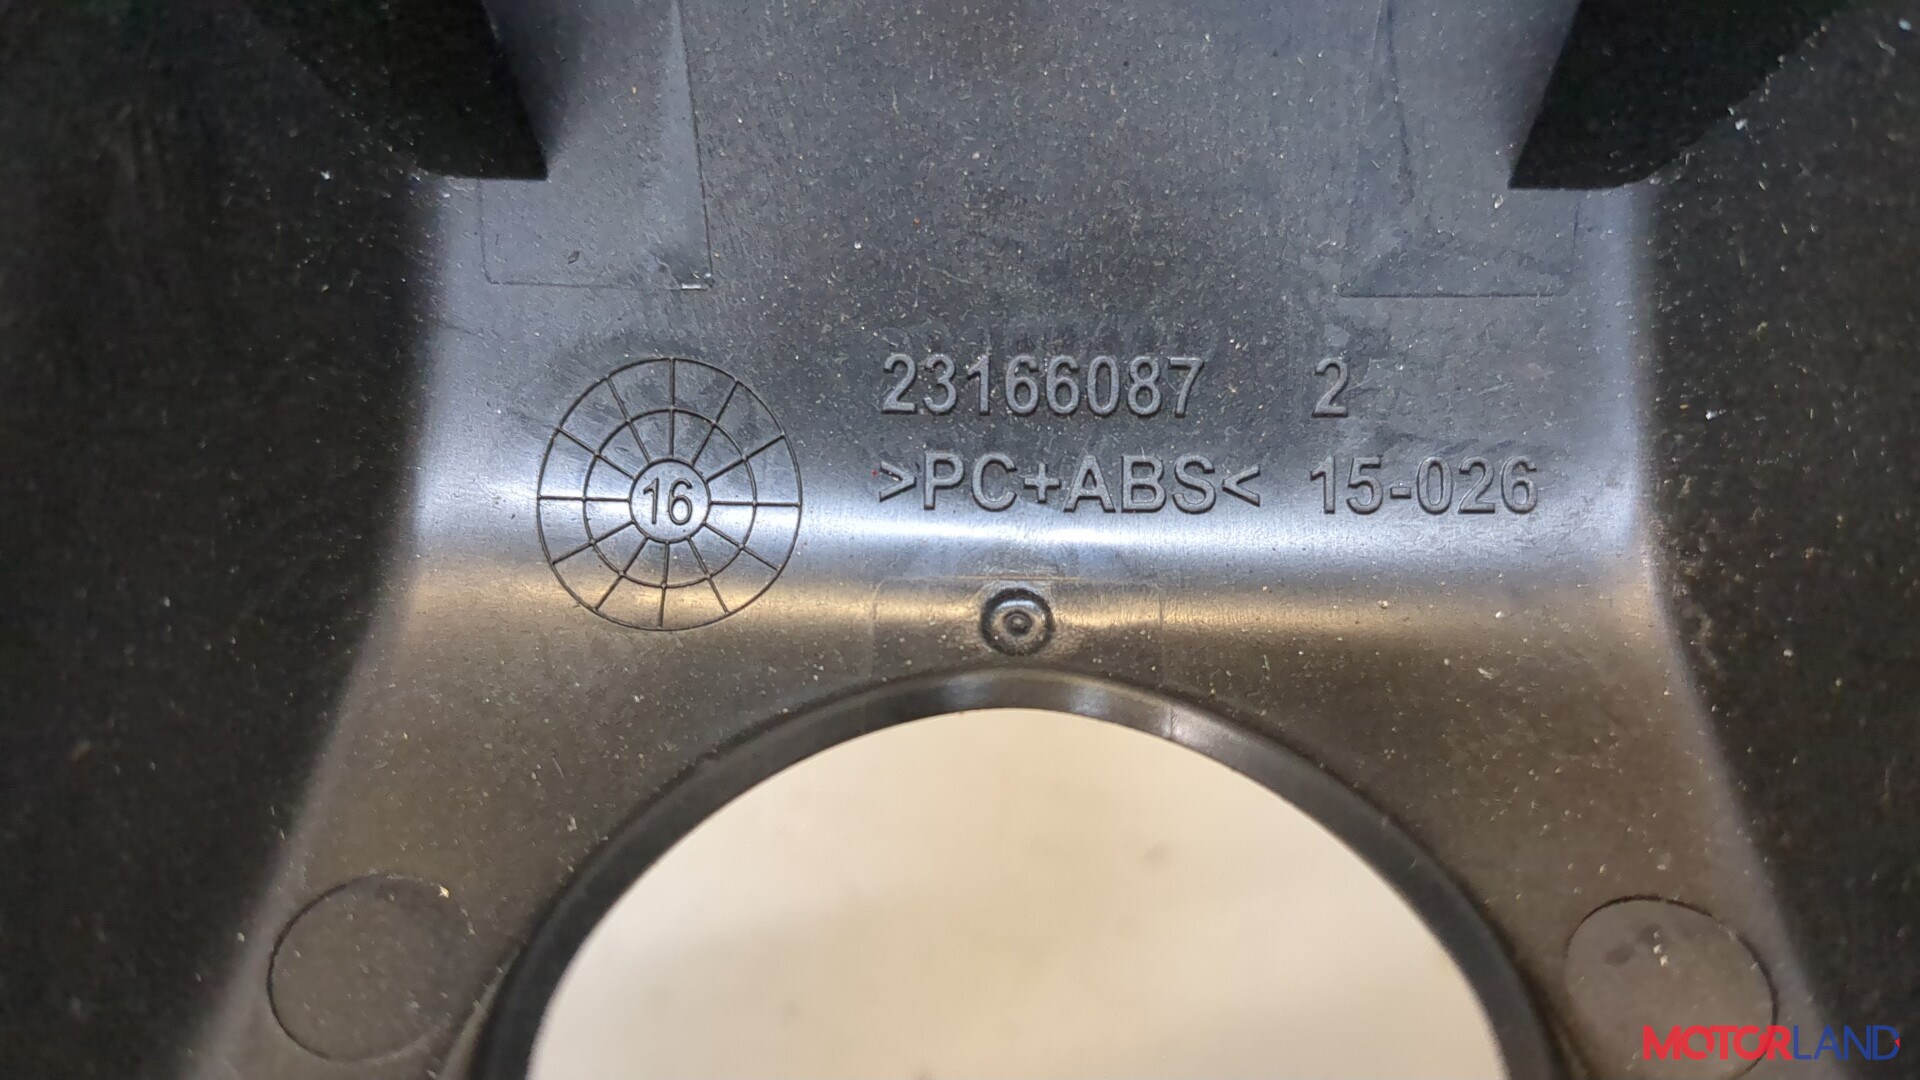 23166087 2
>PC+ABS< 15-026
16
MOTORLAND